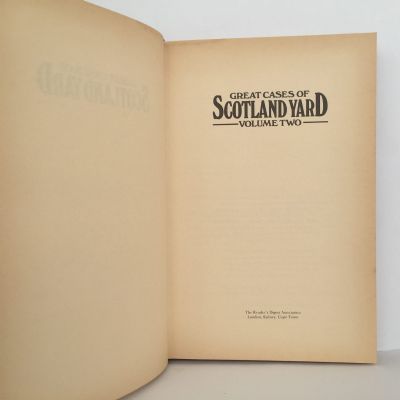 GREAT CASES OF
SCOTLAND YARD
VOLUME TWO
The Reader's Digest Association
London, Sydney, Cape Town